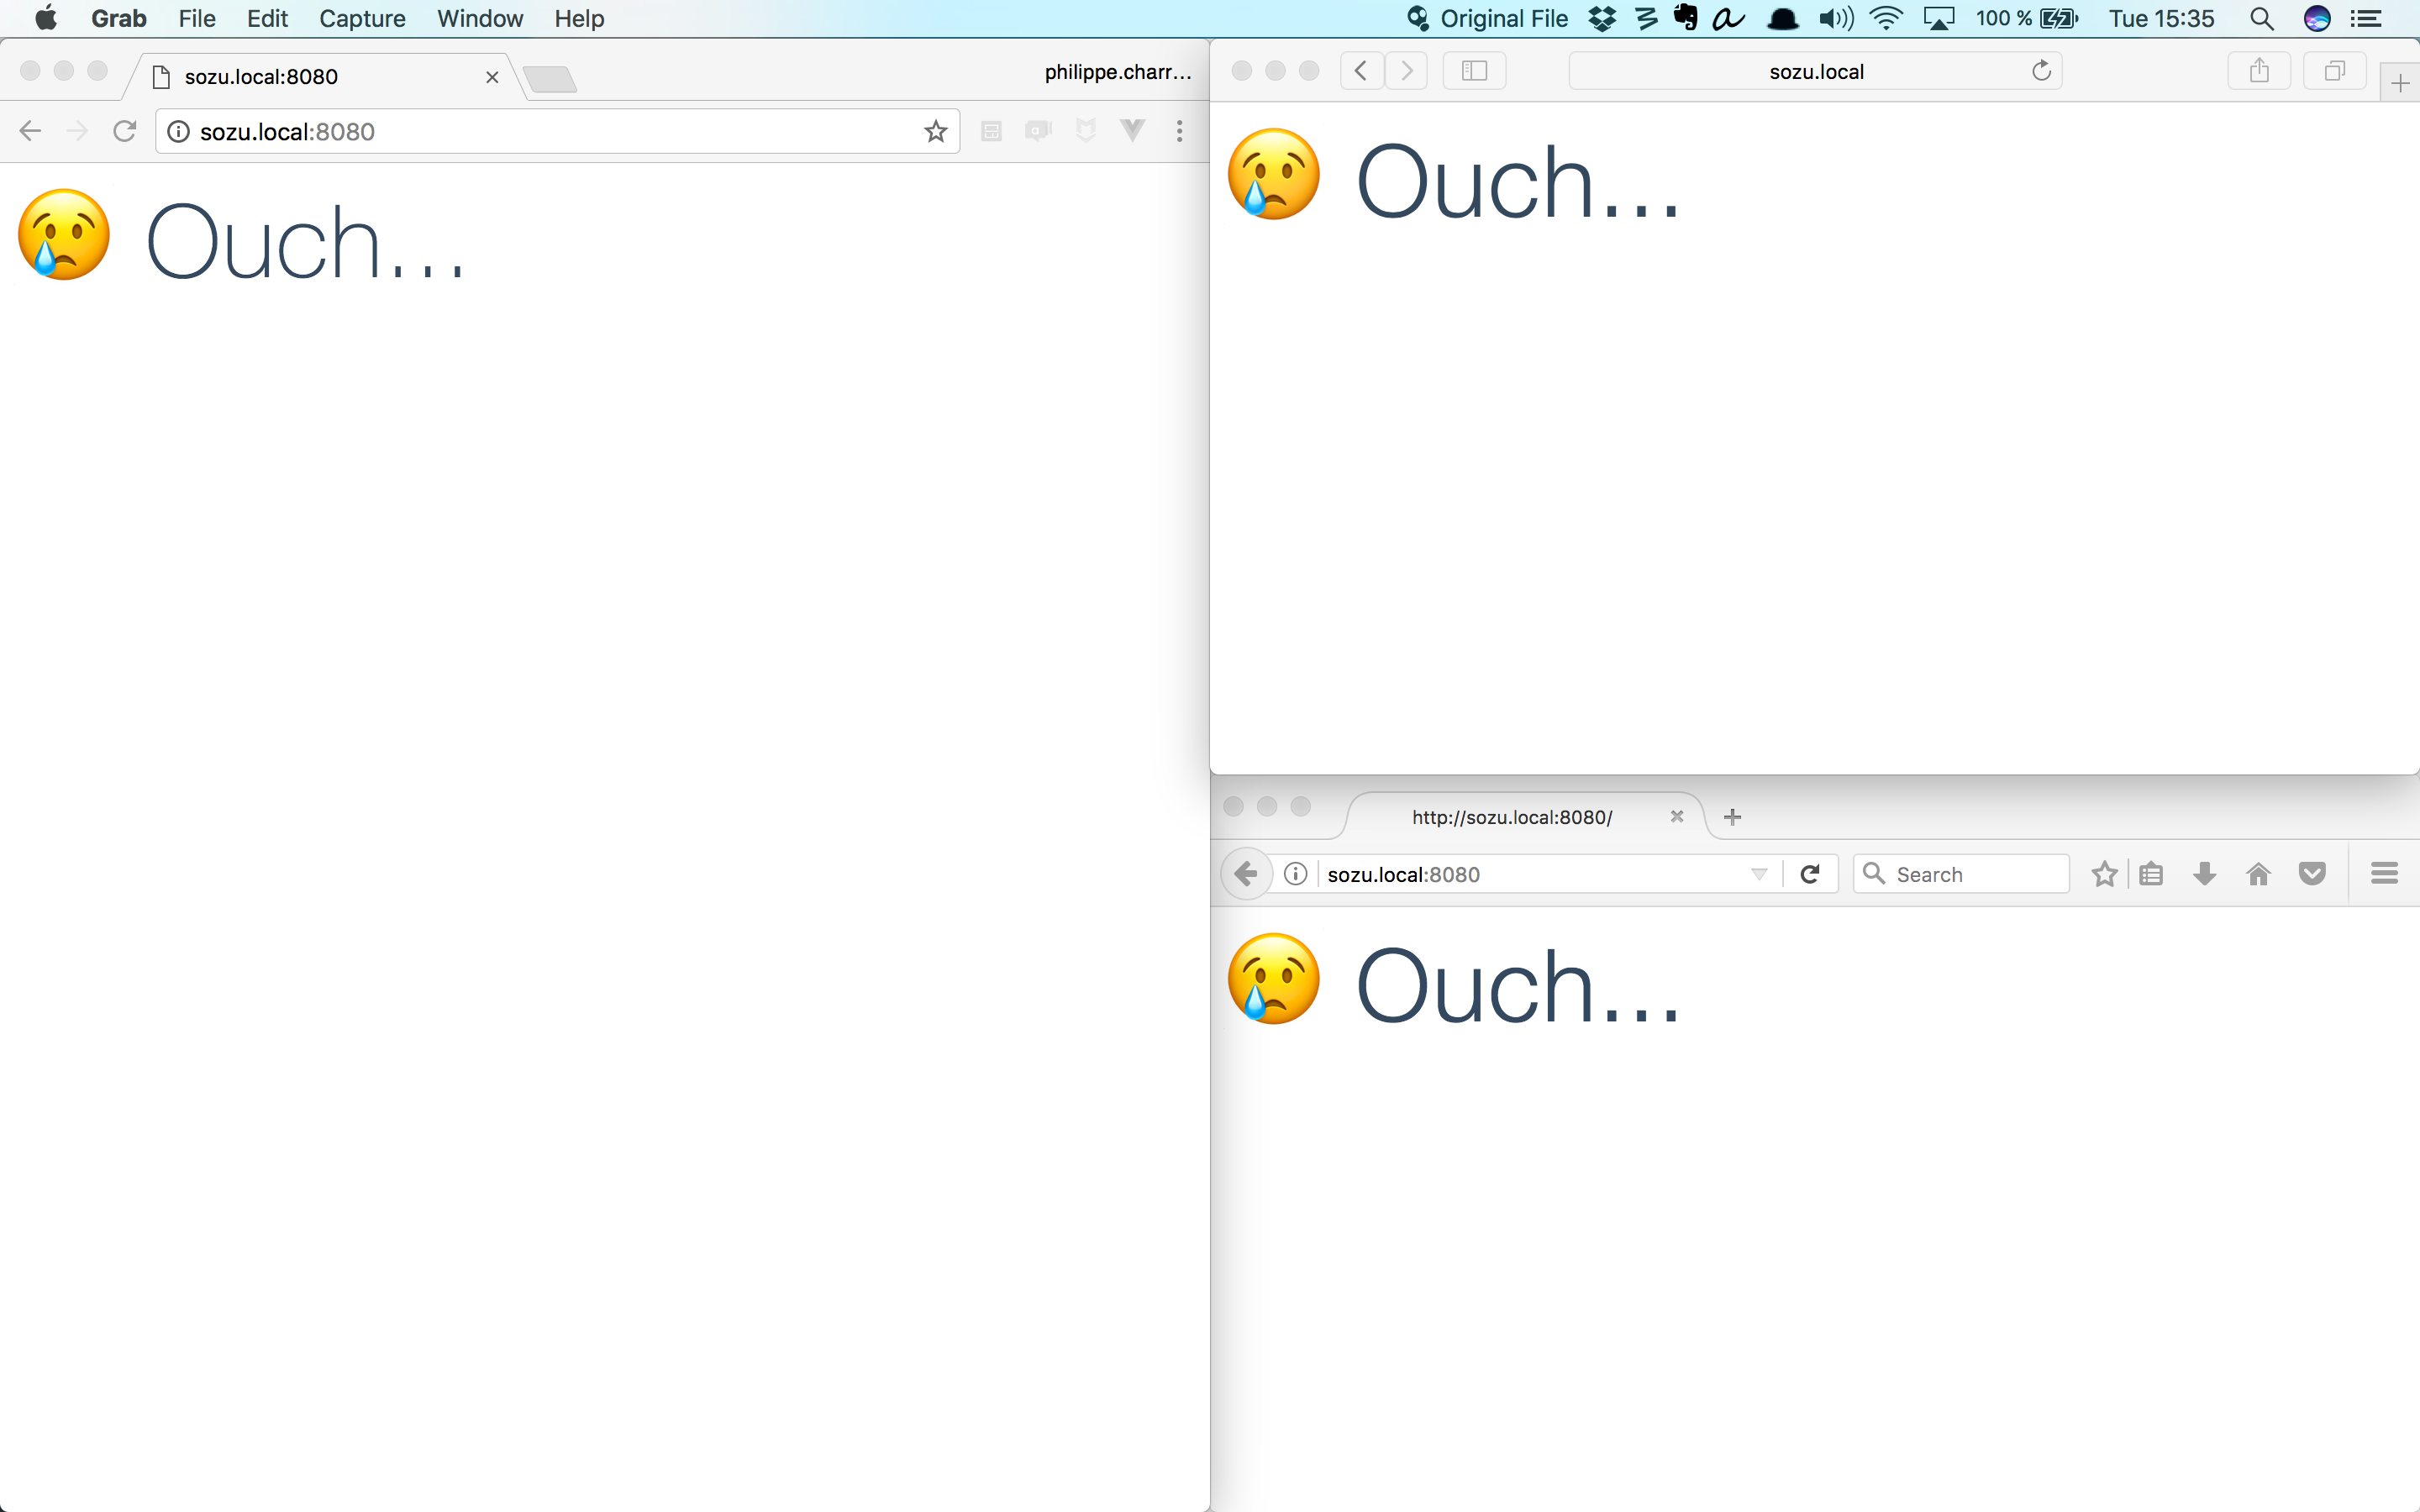 Grab File Edit Capture Window Help Original File 100 % Tue 15:35
sozu.local:8080
philippe.charr...
sozu.local:8080
😢 Ouch...
sozu.local
😢 Ouch...
http://sozu.local:8080/
sozu.local:8080
Search
😢 Ouch...